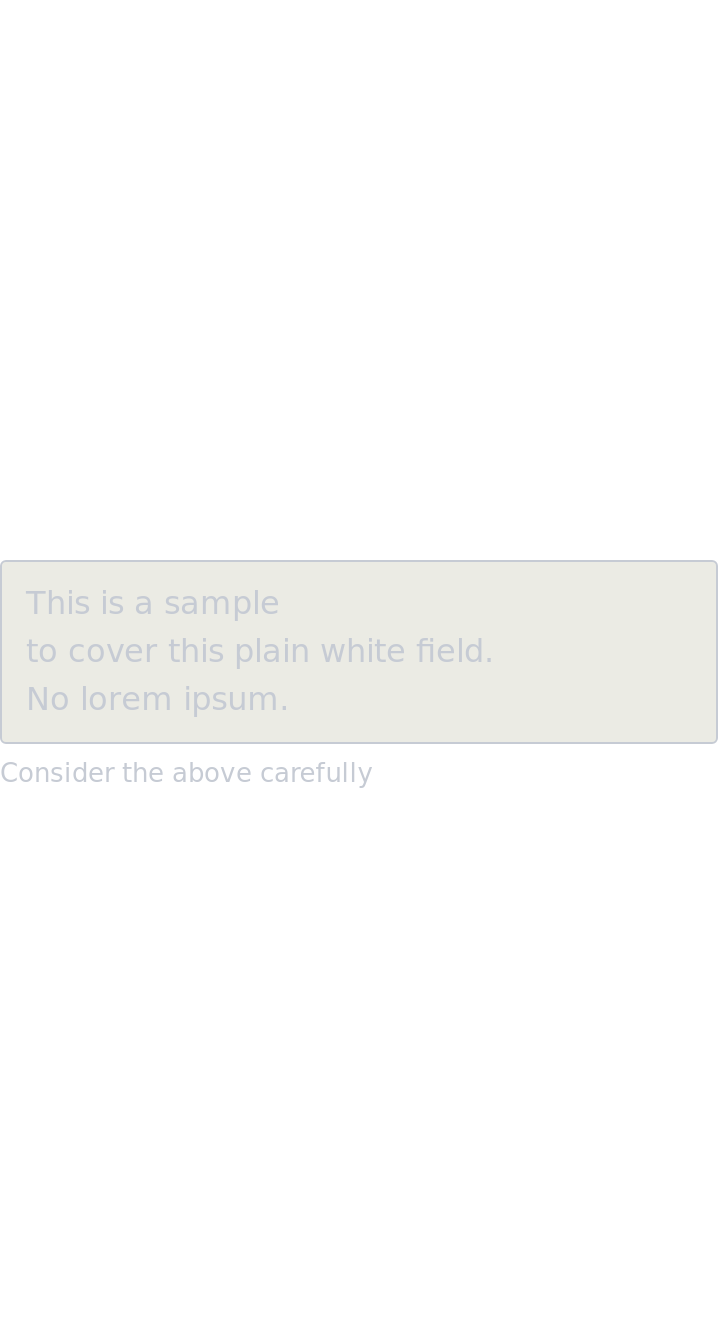 This is a sample
to cover this plain white field.
No lorem ipsum.
Consider the above carefully